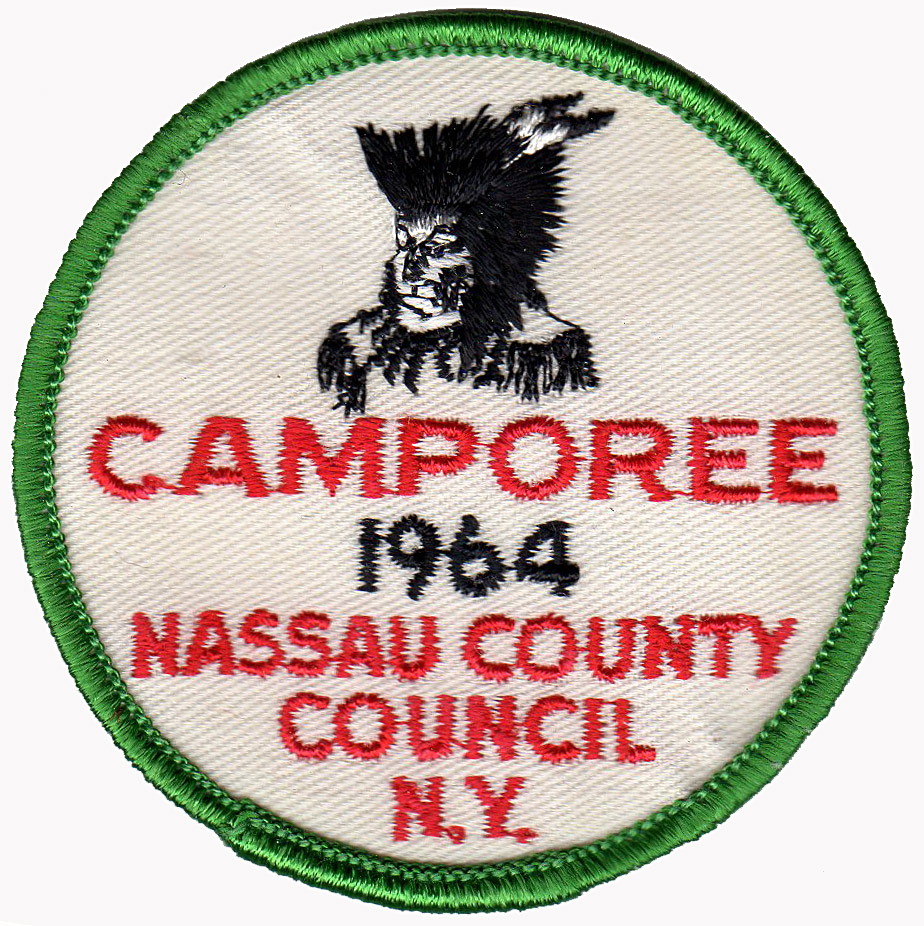 CAMPOREE
1964
NASSAU COUNTY
COUNCIL
N.Y.